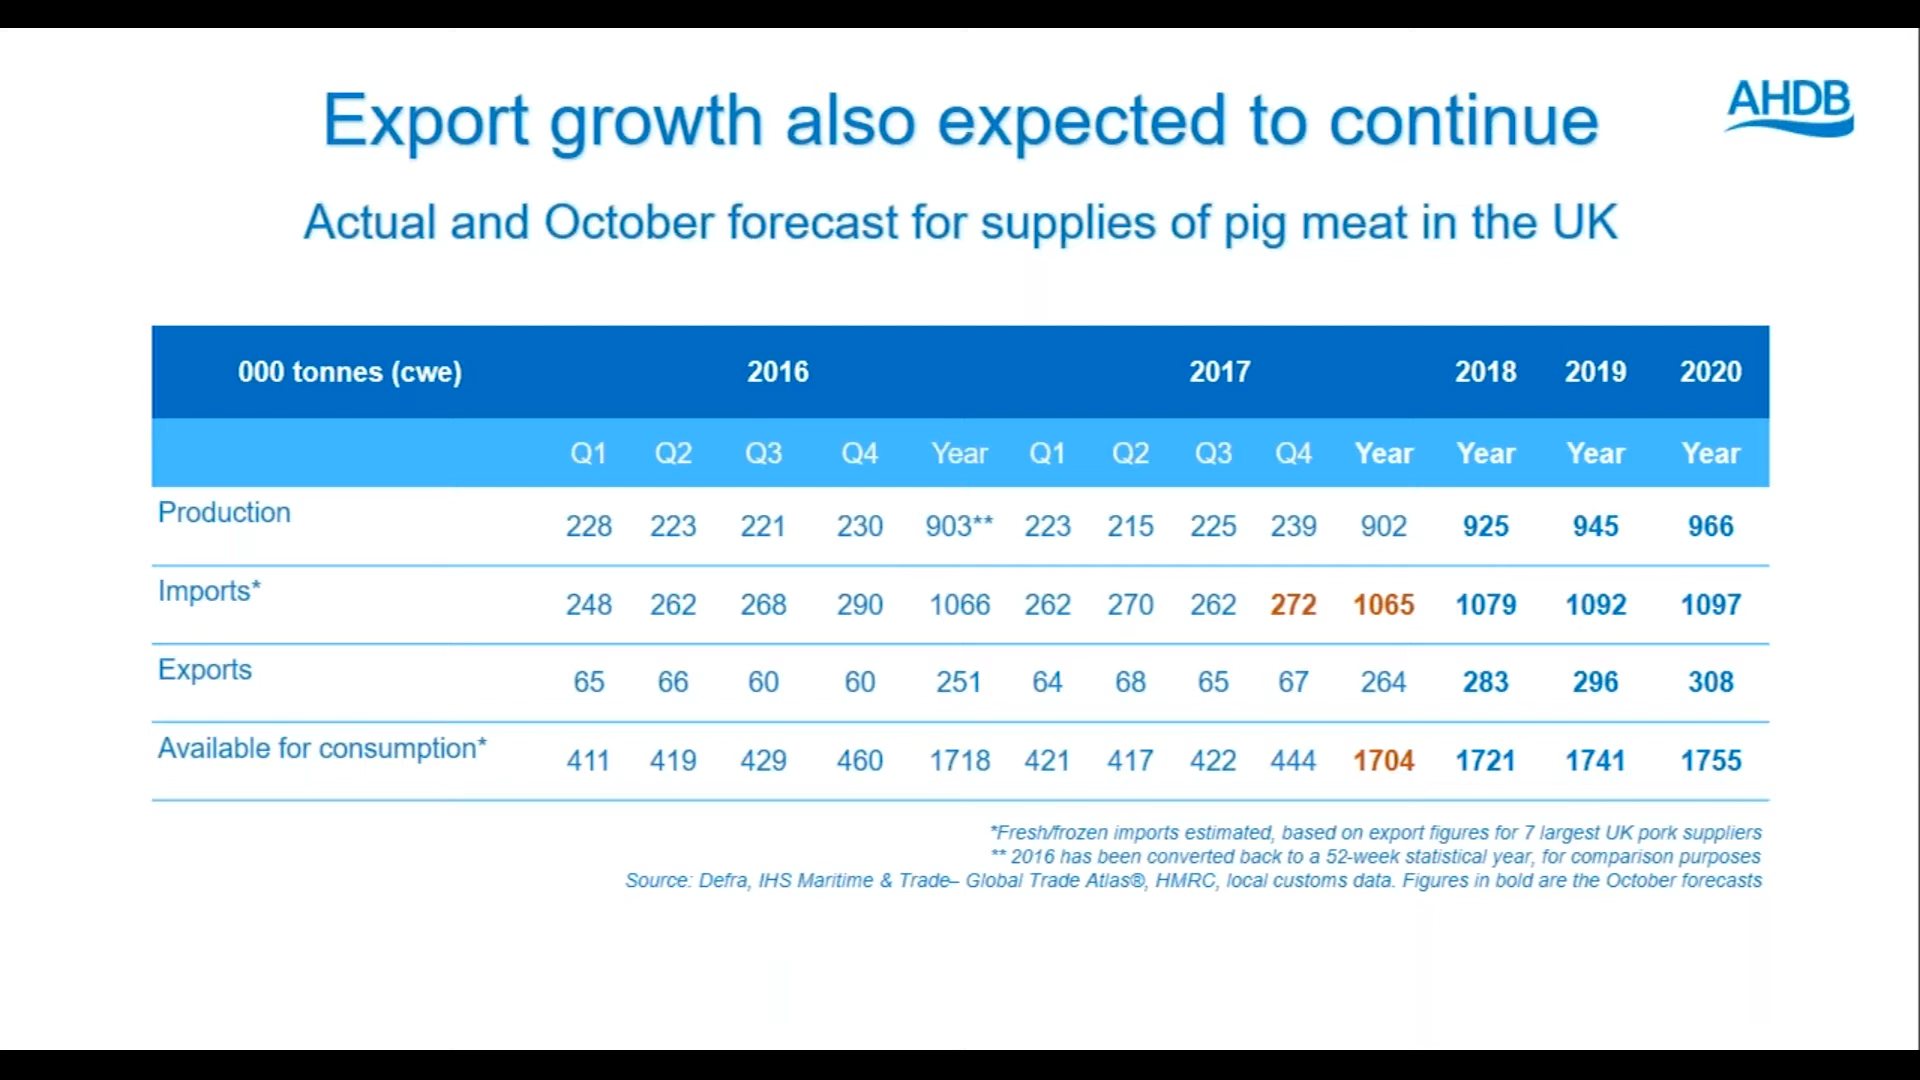 AHDB
Export growth also expected to continue
Actual and October forecast for supplies of pig meat in the UK
000 tonnes (cwe) 2016 2017 2018 2019 2020
Q1 Q2 Q3 Q4 Year Q1 Q2 Q3 Q4 Year Year Year Year
Production 228 223 221 230 903** 223 215 225 239 902 925 945 966
Imports* 248 262 268 290 1066 262 270 262 272 1065 1079 1092 1097
Exports 65 66 60 60 251 64 68 65 67 264 283 296 308
Available for consumption* 411 419 429 460 1718 421 417 422 444 1704 1721 1741 1755
*Fresh/frozen imports estimated, based on export figures for 7 largest UK pork suppliers
** 2016 has been converted back to a 52-week statistical year, for comparison purposes
Source: Defra, IHS Maritime & Trade– Global Trade Atlas®, HMRC, local customs data. Figures in bold are the October forecasts